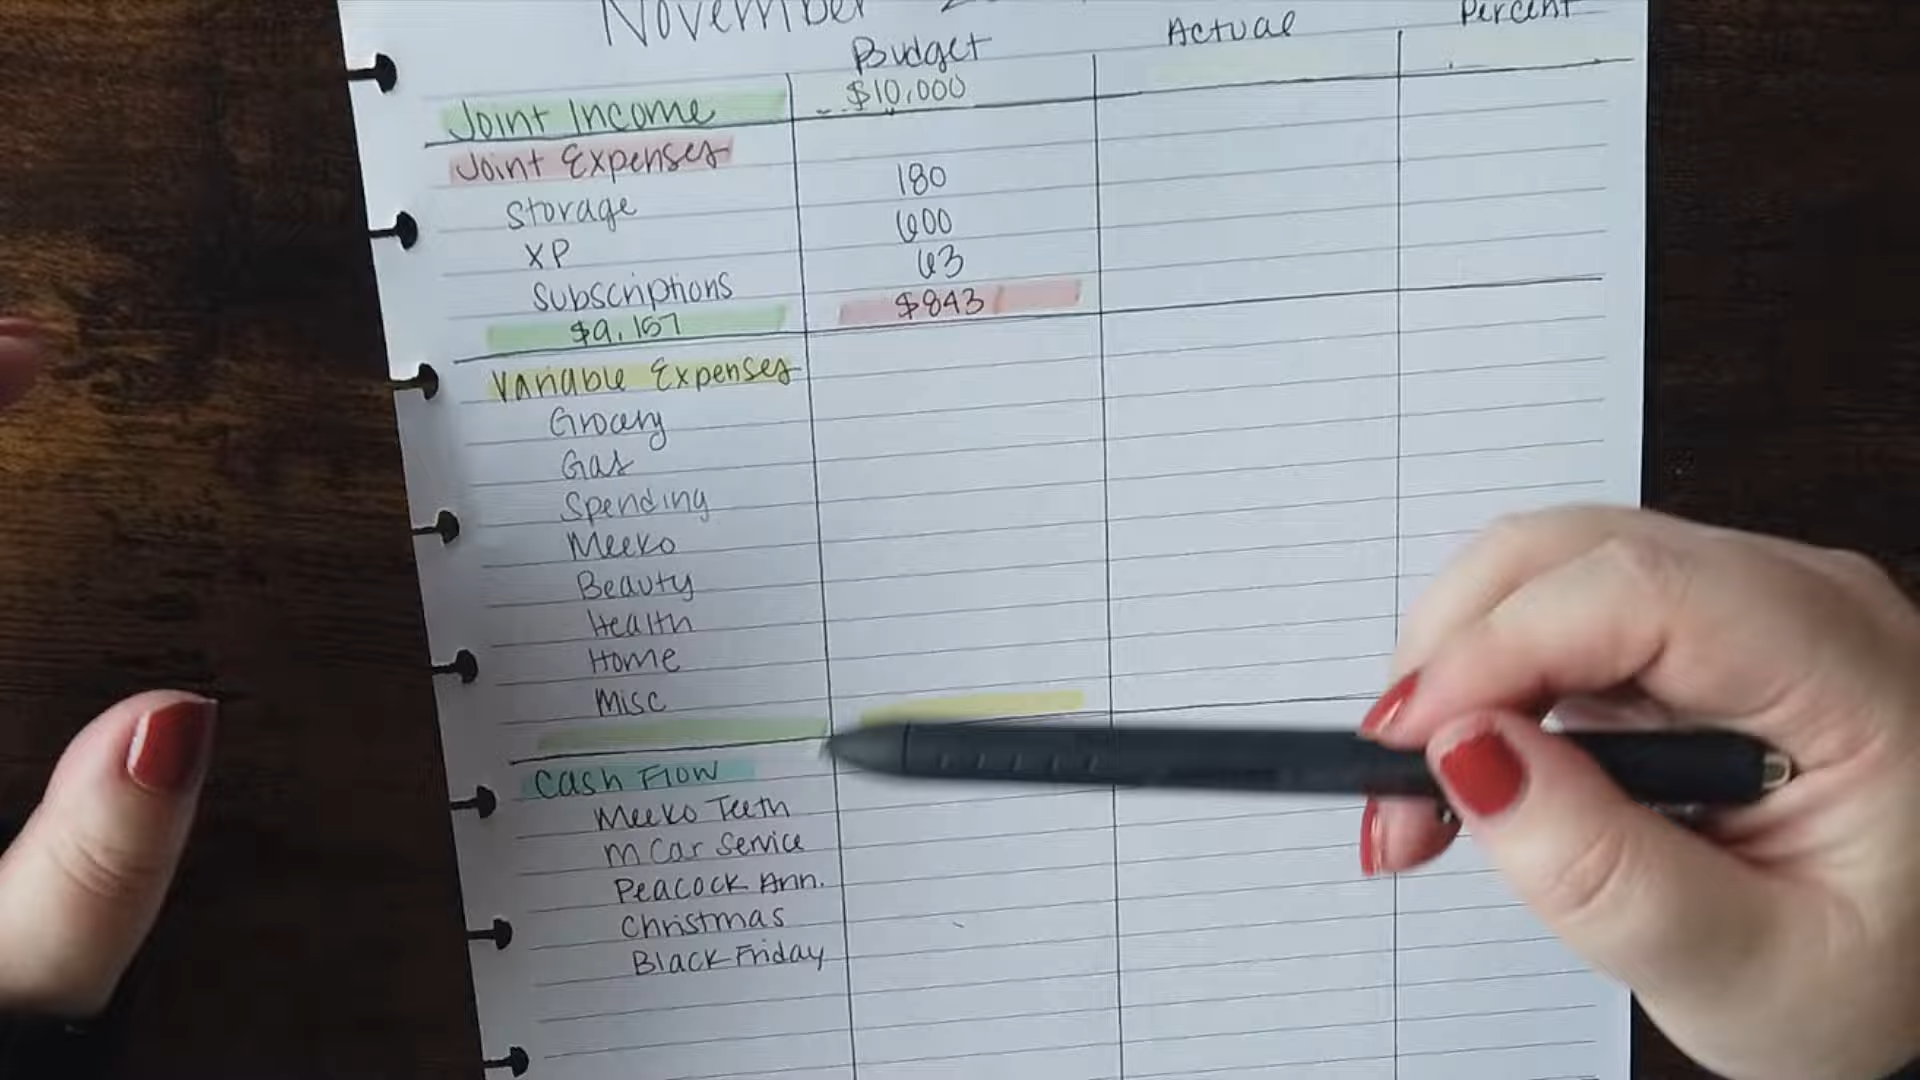 November
Budget Actual Percent
Joint Income $10,000
Joint Expenses
Storage 180
XP 600
Subscriptions 63
$9,157 $843
Variable Expenses
Grocery
Gas
Spending
Meeko
Beauty
Health
Home
Misc
Cash Flow
Meeko Teeth
M Car Service
Peacock Ann.
Christmas
Black Friday